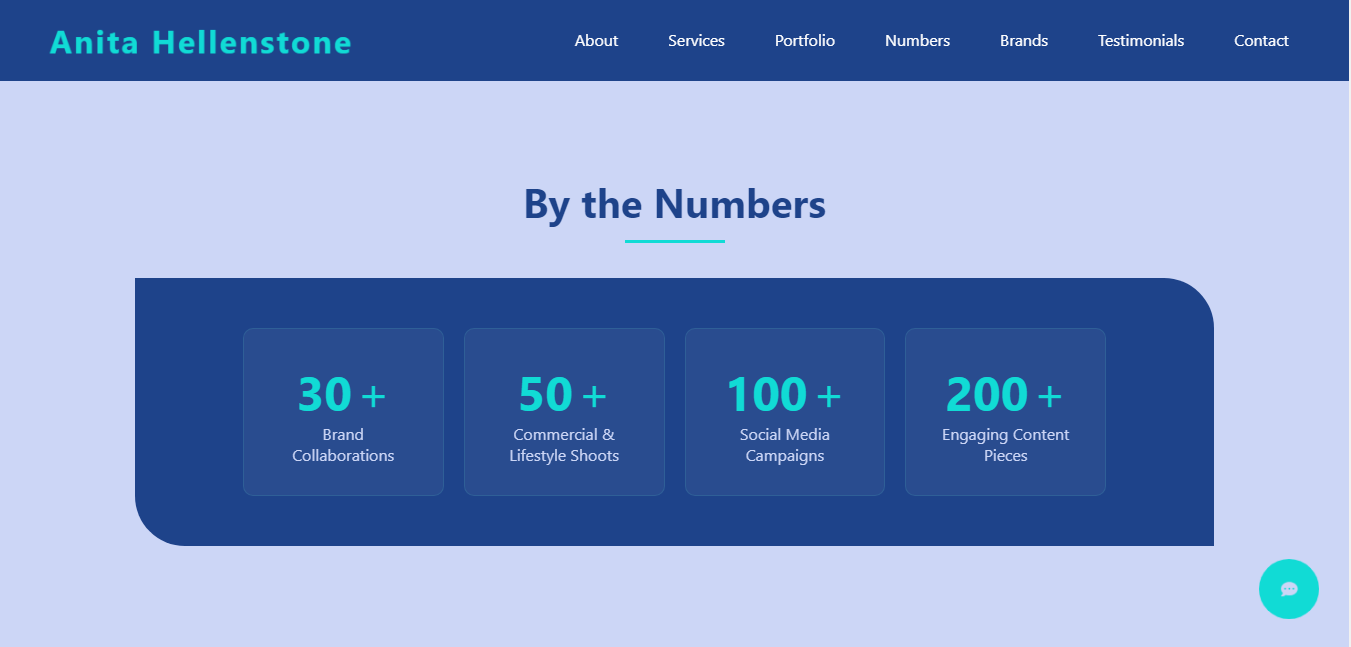 Anita Hellenstone
About Services Portfolio Numbers Brands Testimonials Contact
By the Numbers
30 +
Brand
Collaborations
50 +
Commercial &
Lifestyle Shoots
100 +
Social Media
Campaigns
200 +
Engaging Content
Pieces